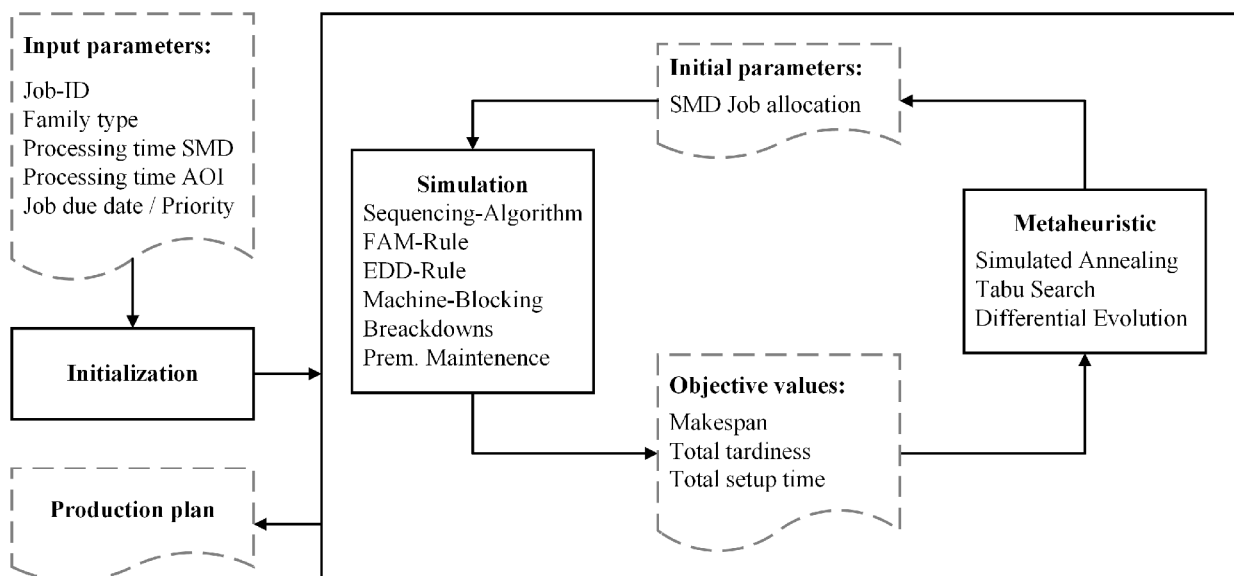 Input parameters:
Job-ID
Family type
Processing time SMD
Processing time AOI
Job due date / Priority
Initialization
Production plan
Initial parameters:
SMD Job allocation
Simulation
Sequencing-Algorithm
FAM-Rule
EDD-Rule
Machine-Blocking
Breackdowns
Prem. Maintenence
Metaheuristic
Simulated Annealing
Tabu Search
Differential Evolution
Objective values:
Makespan
Total tardiness
Total setup time